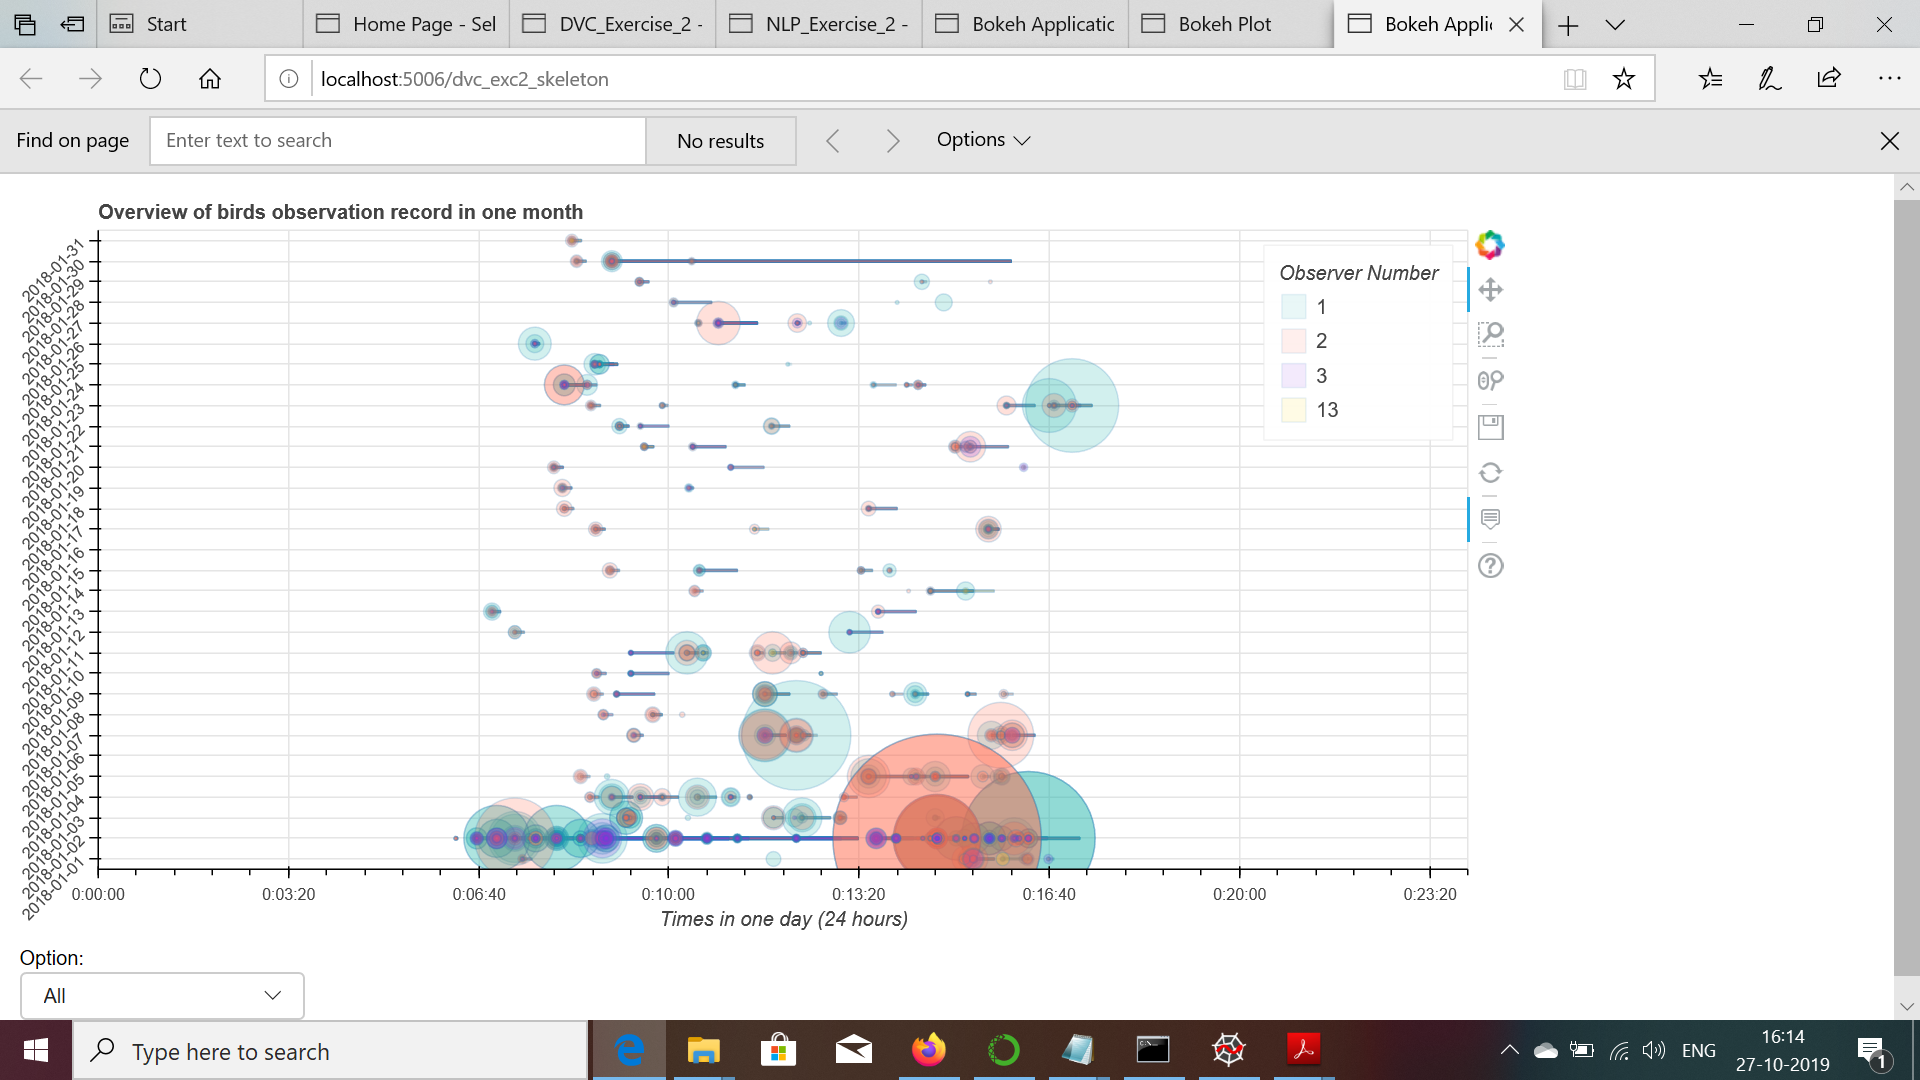 Start
Home Page - Sel
DVC_Exercise_2 -
NLP_Exercise_2 -
Bokeh Applicatic
Bokeh Plot
Bokeh Applic
localhost:5006/dvc_exc2_skeleton
Find on page
Enter text to search
No results
Options
Overview of birds observation record in one month
2018-01-31
2018-01-30
2018-01-29
2018-01-28
2018-01-27
2018-01-26
2018-01-25
2018-01-24
2018-01-23
2018-01-22
2018-01-21
2018-01-20
2018-01-19
2018-01-18
2018-01-17
2018-01-16
2018-01-15
2018-01-14
2018-01-13
2018-01-12
2018-01-11
2018-01-10
2018-01-09
2018-01-08
2018-01-07
2018-01-06
2018-01-05
2018-01-04
2018-01-03
2018-01-02
2018-01-01
Observer Number
1
2
3
13
0:00:00
0:03:20
0:06:40
0:10:00
0:13:20
0:16:40
0:20:00
0:23:20
Times in one day (24 hours)
Option:
All
Type here to search
ENG
16:14
27-10-2019
1